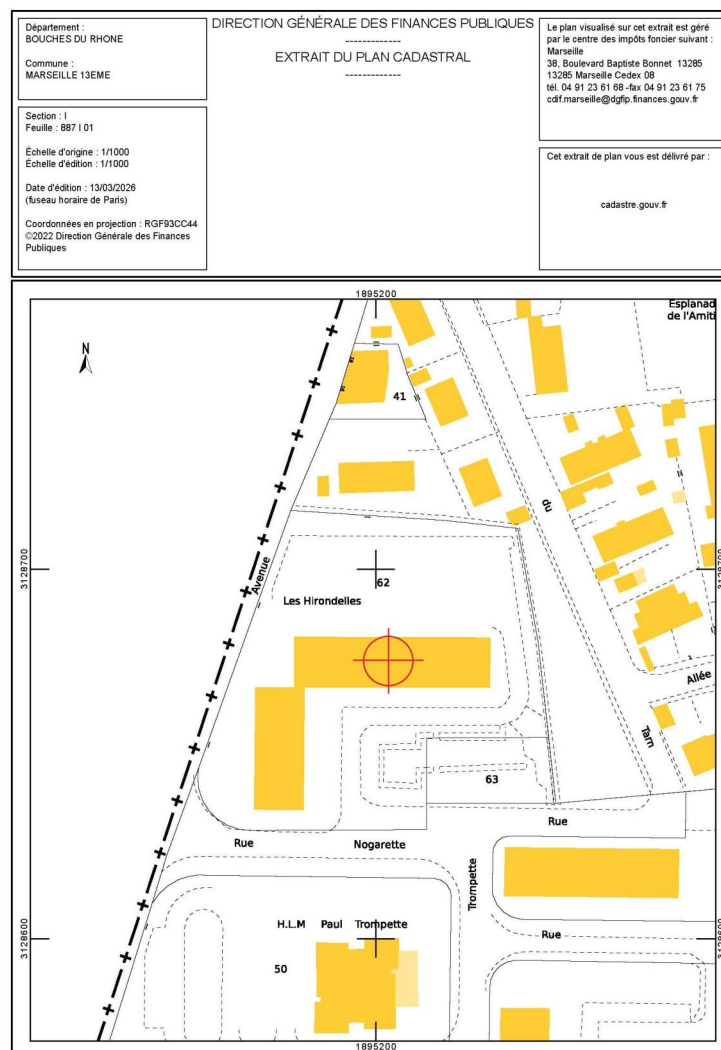 Département :
BOUCHES DU RHONE
Commune :
MARSEILLE 13EME
Section : I
Feuille : 887 I 01
Échelle d'origine : 1/1000
Échelle d'édition : 1/1000
Date d'édition : 13/03/2026
(fuseau horaire de Paris)
Coordonnées en projection : RGF93CC44
©2022 Direction Générale des Finances
Publiques
DIRECTION GÉNÉRALE DES FINANCES PUBLIQUES
-------------
EXTRAIT DU PLAN CADASTRAL
-------------
Le plan visualisé sur cet extrait est géré
par le centre des impôts foncier suivant :
Marseille
38, Boulevard Baptiste Bonnet 13285
13285 Marseille Cedex 08
tél. 04 91 23 61 68 -fax 04 91 23 61 75
cdif.marseille@dgfip.finances.gouv.fr
Cet extrait de plan vous est délivré par :
cadastre.gouv.fr
1895200
Esplanad
de l'Amiti
N
41
du
3128700
3128700
Avenue
62
Les Hirondelles
Allée
Tarn
63
Rue
Rue
Nogarette
Trompette
H.L.M Paul Trompette
Rue
3128600
3128600
50
1895200